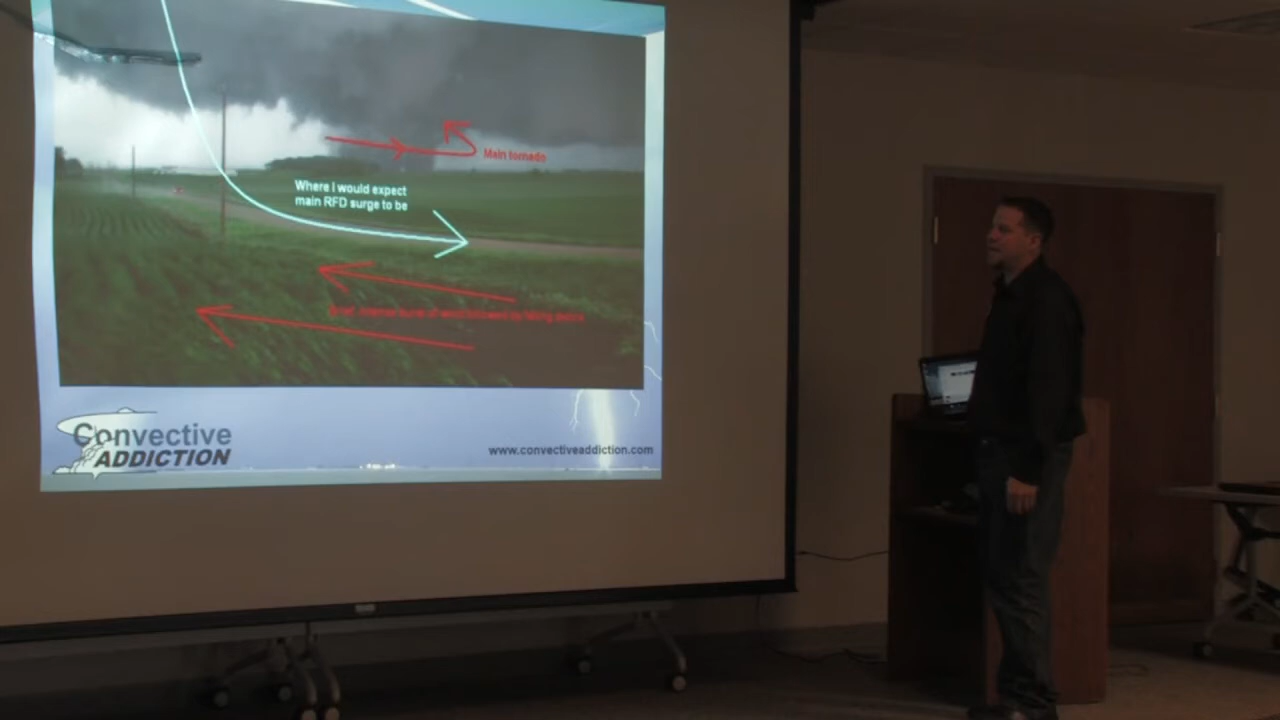 Main tornado
Where I would expect
main RFD surge to be
Convective
ADDICTION
www.convectiveaddiction.com